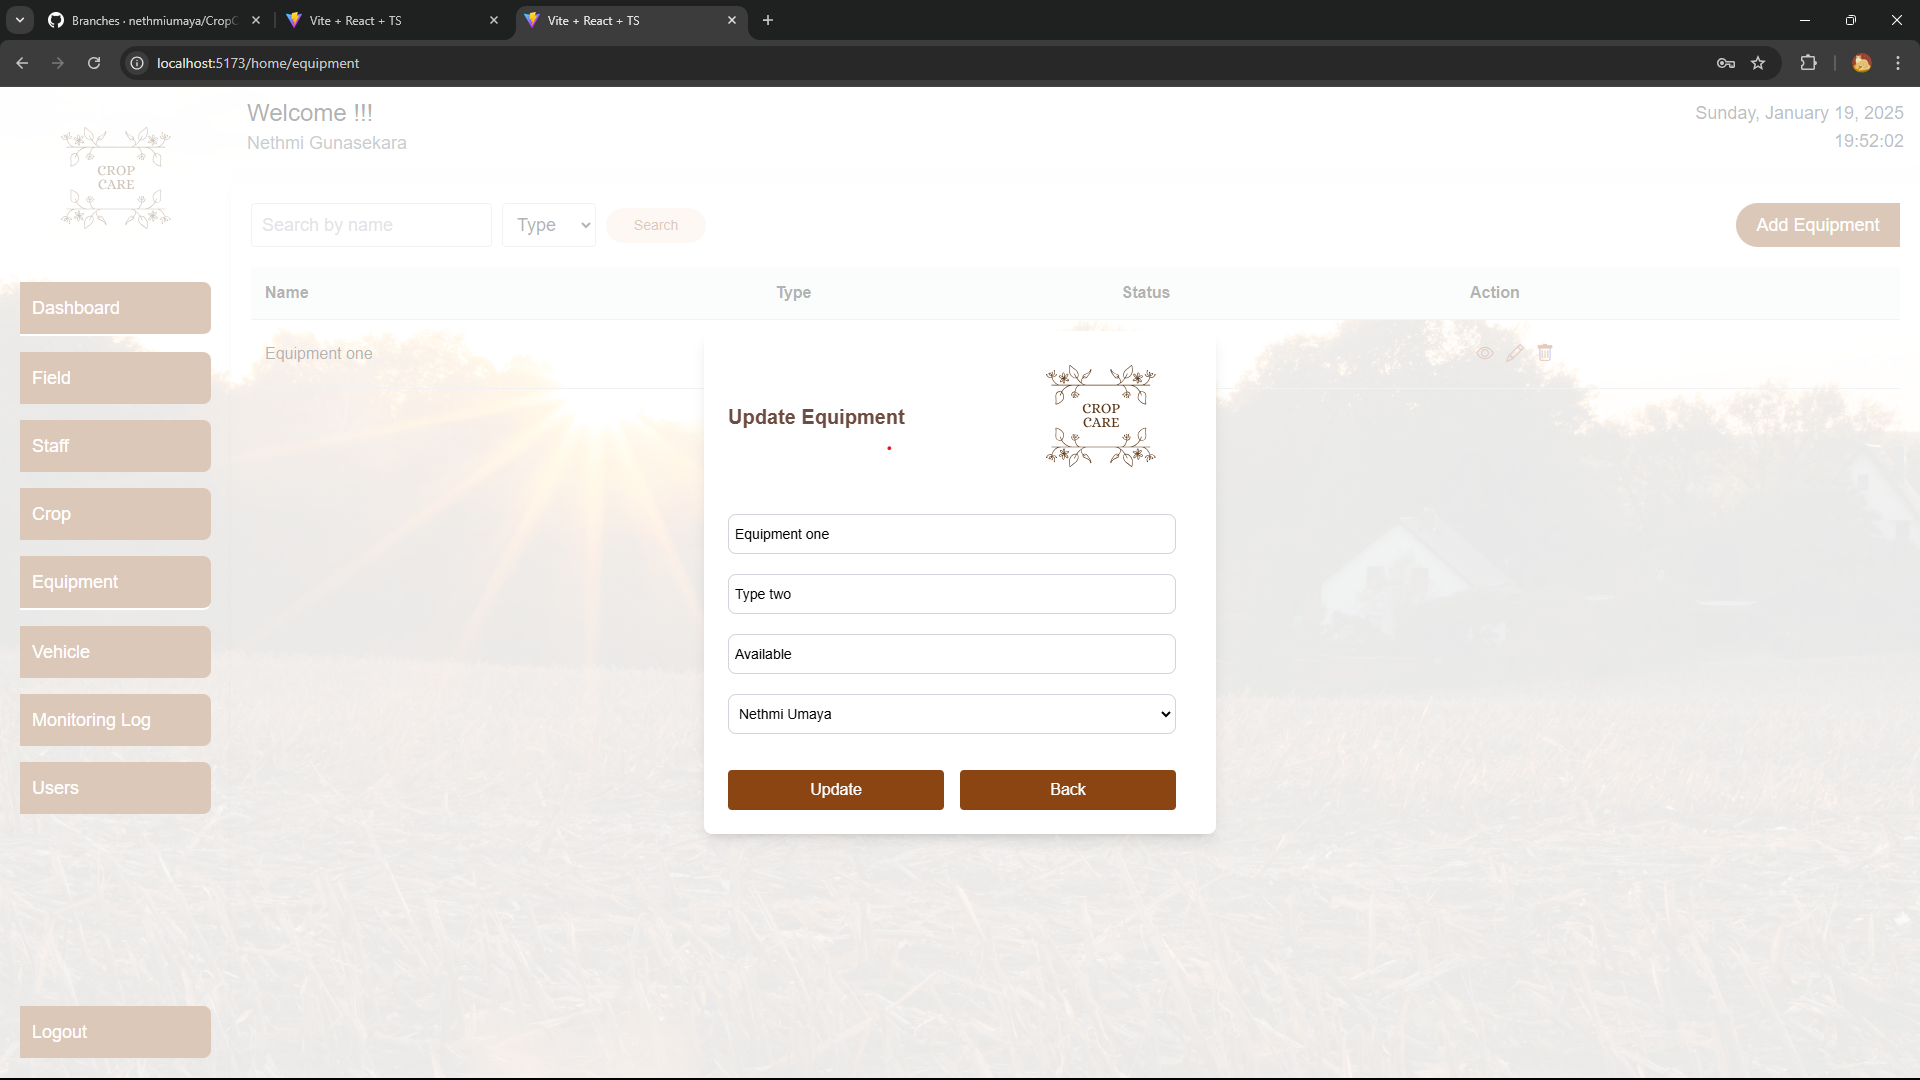 Branches · nethmiumaya/CropC
Vite + React + TS
Vite + React + TS
localhost:5173/home/equipment
CROP
CARE
Welcome !!!
Nethmi Gunasekara
Sunday, January 19, 2025
19:52:02
Search by name
Type
Search
Add Equipment
Dashboard
Field
Staff
Crop
Equipment
Vehicle
Monitoring Log
Users
Logout
Name Type Status Action
Equipment one
Update Equipment
CROP
CARE
Equipment one
Type two
Available
Nethmi Umaya
Update
Back